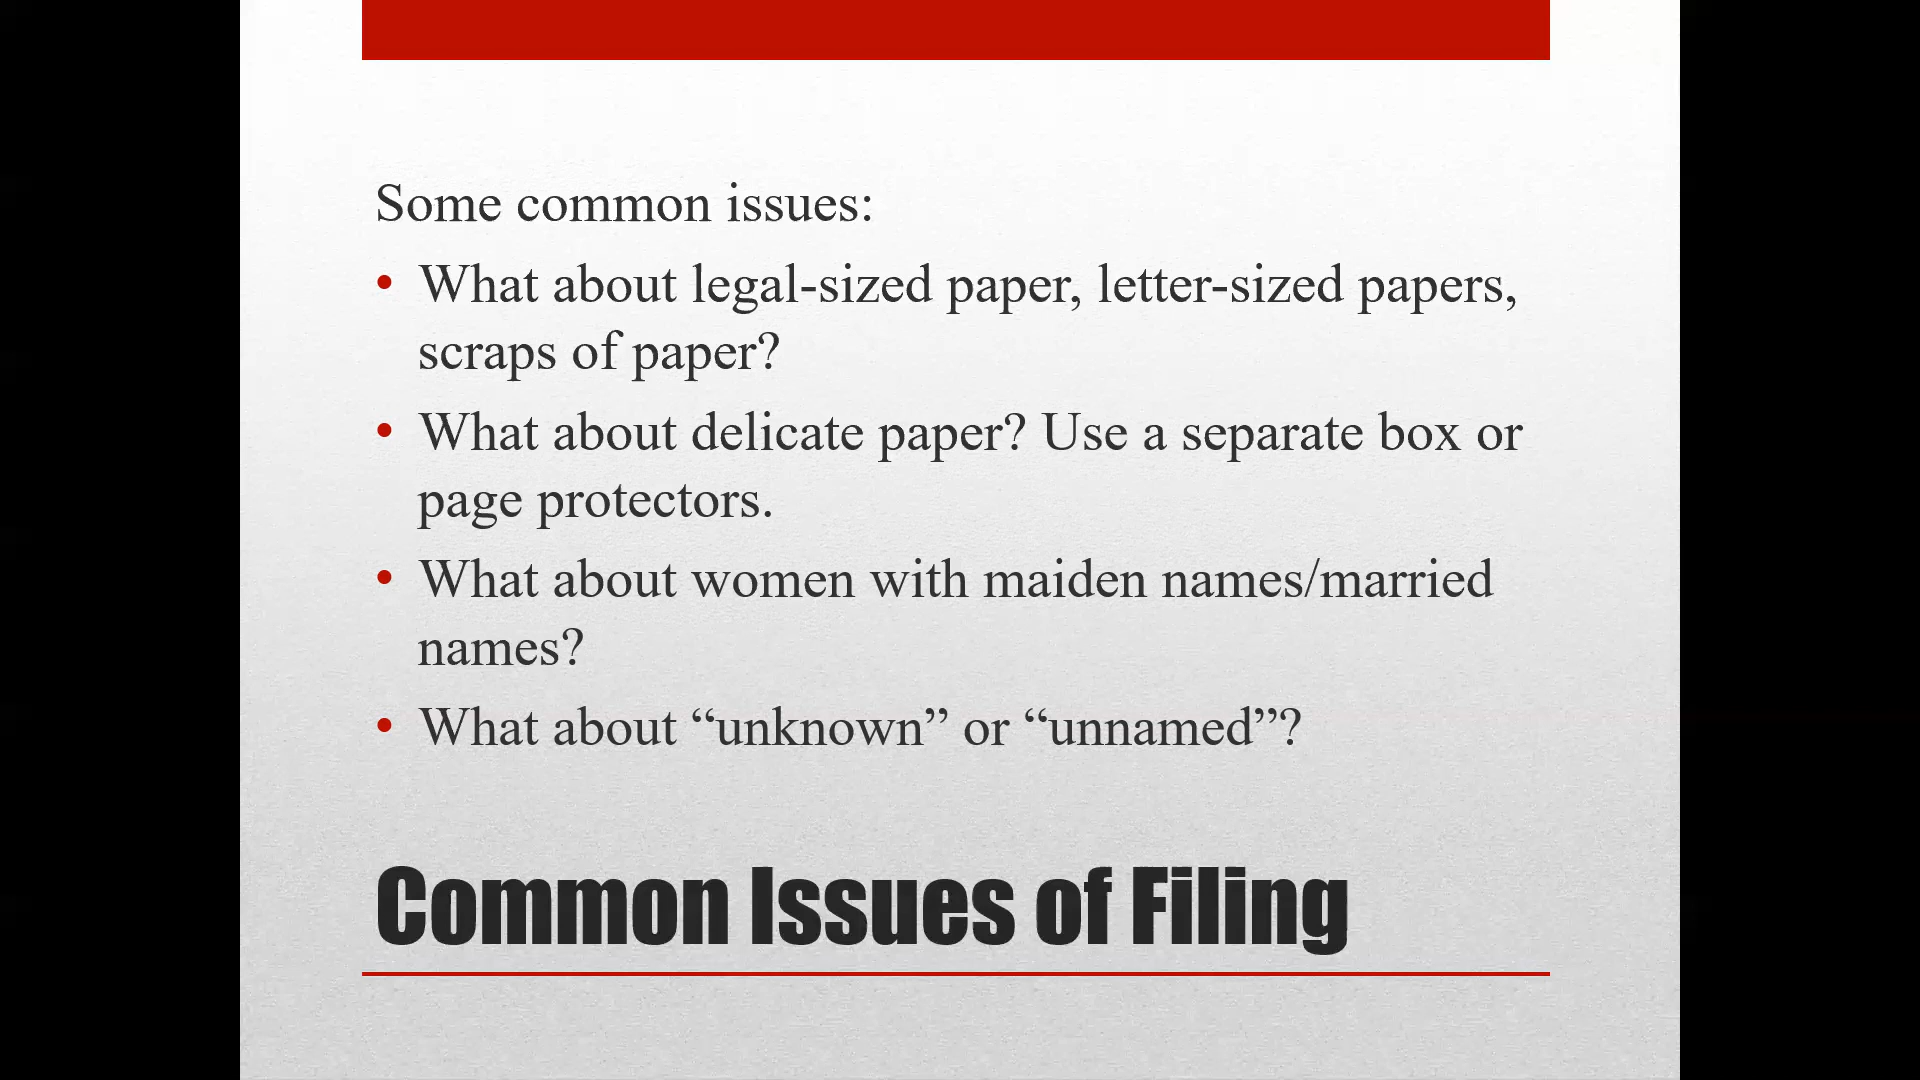 Some common issues:
• What about legal-sized paper, letter-sized papers,
scraps of paper?
• What about delicate paper? Use a separate box or
page protectors.
• What about women with maiden names/married
names?
• What about “unknown” or “unnamed”?
Common Issues of Filing